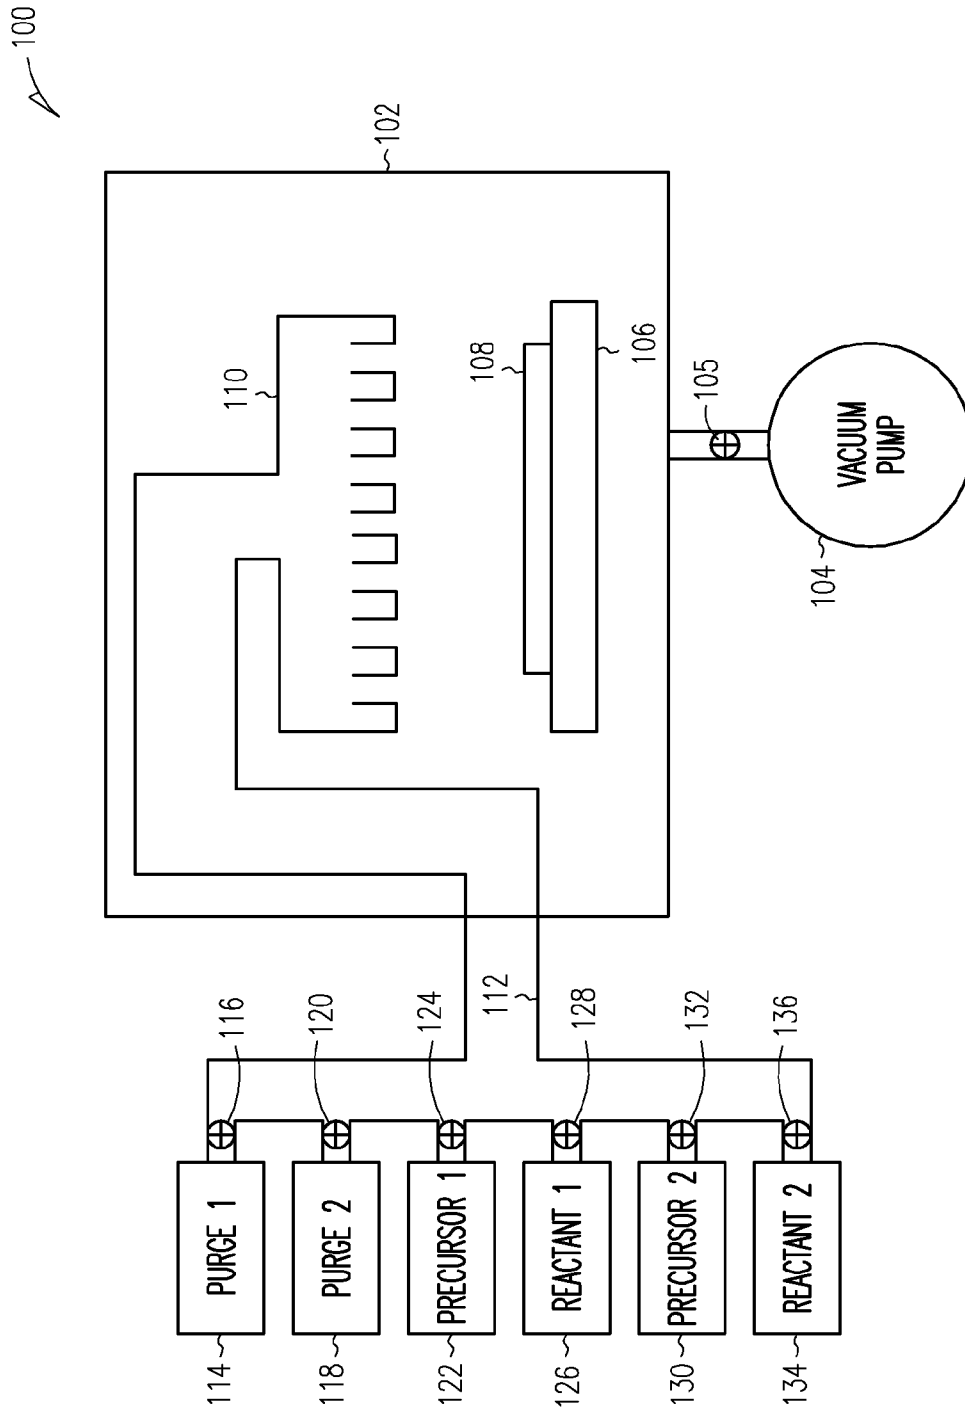 100
102
110
108
106
105
VACUUM
PUMP
104
112
116
120
124
128
132
136
PURGE 1
PURGE 2
PRECURSOR 1
REACTANT 1
PRECURSOR 2
REACTANT 2
114
118
122
126
130
134